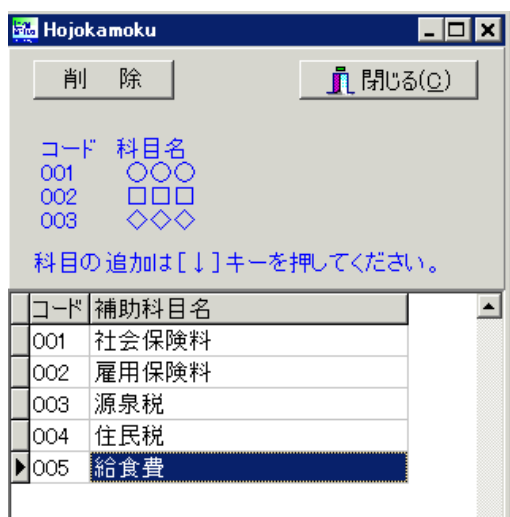 Hojokamoku
削 除 閉じる(C)
コード 科目名
001 ○○○
002 □□□
003 ◇◇◇
科目の追加は[↓]キーを押してください。
コード 補助科目名
001 社会保険料
002 雇用保険料
003 源泉税
004 住民税
005 給食費